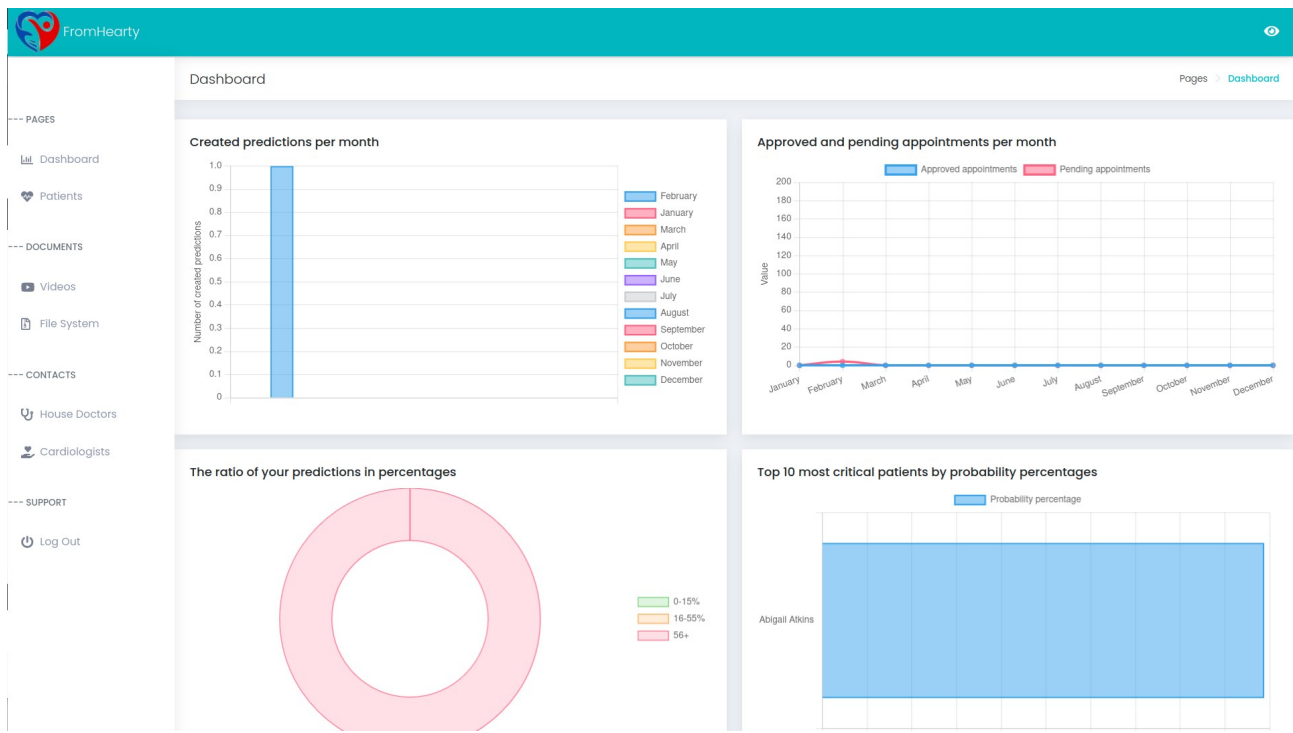 FromHearty
Dashboard
Pages
Dashboard
--- PAGES
Dashboard
Patients
--- DOCUMENTS
Videos
File System
--- CONTACTS
House Doctors
Cardiologists
--- SUPPORT
Log Out
Created predictions per month
Number of created predictions
1.0
0.9
0.8
0.7
0.6
0.5
0.4
0.3
0.2
0.1
0
February
January
March
April
May
June
July
August
September
October
November
December
Approved and pending appointments per month
Approved appointments Pending appointments
Value
200
180
160
140
120
100
80
60
40
20
0
January February March April May June July August September October November December
The ratio of your predictions in percentages
0-15%
16-55%
56+
Top 10 most critical patients by probability percentages
Probability percentage
Abigail Atkins